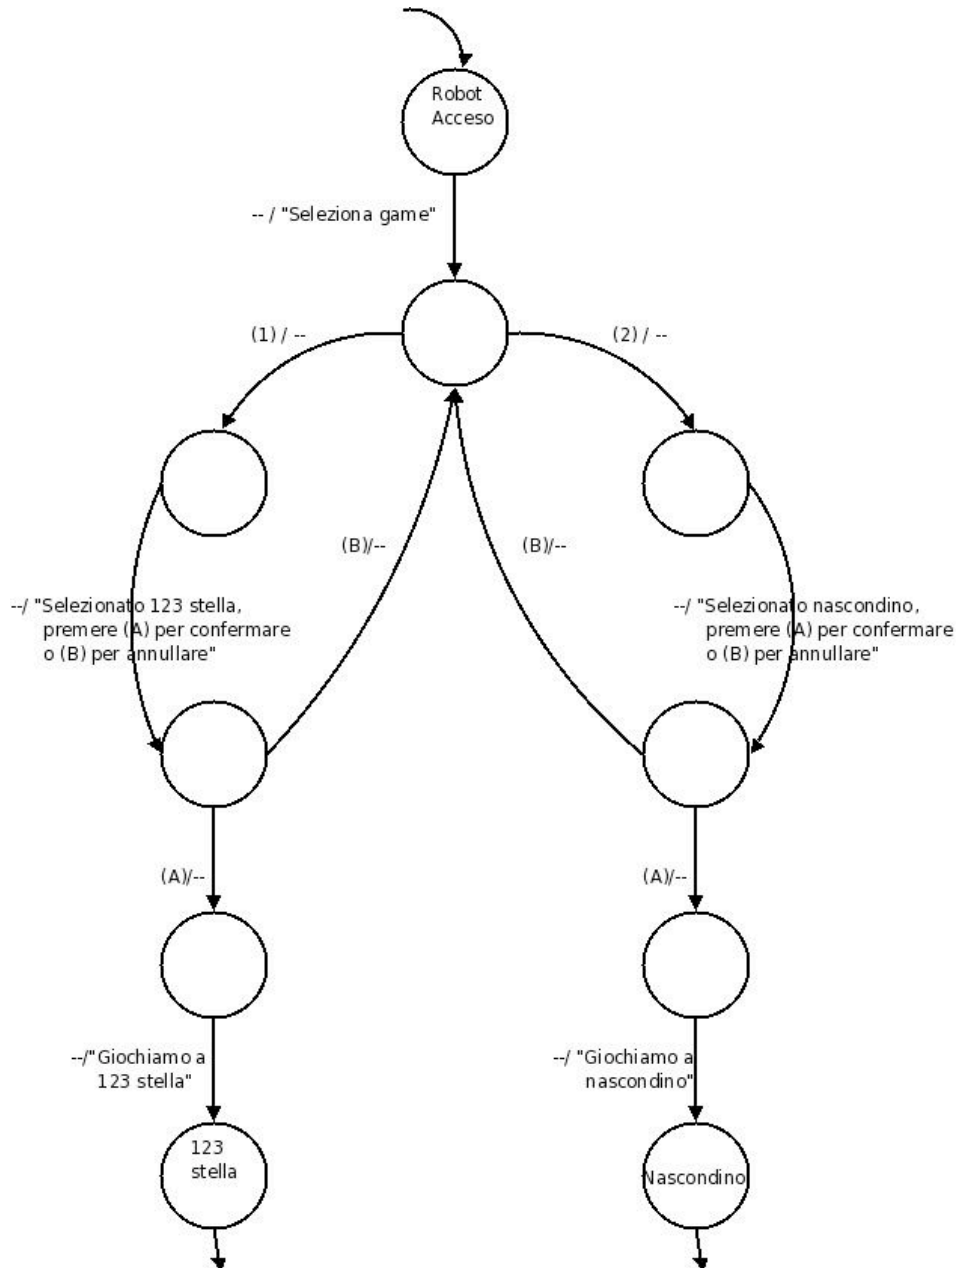 Robot
Acceso
-- / "Seleziona game"
(1) / --
(2) / --
(B)/--
(B)/--
--/ "Selezionato 123 stella,
premere (A) per confermare
o (B) per annullare"
--/ "Selezionato nascondino,
premere (A) per confermare
o (B) per annullare"
(A)/--
(A)/--
--/"Giochiamo a
123 stella"
--/ "Giochiamo a
nascondino"
123
stella
Nascondino